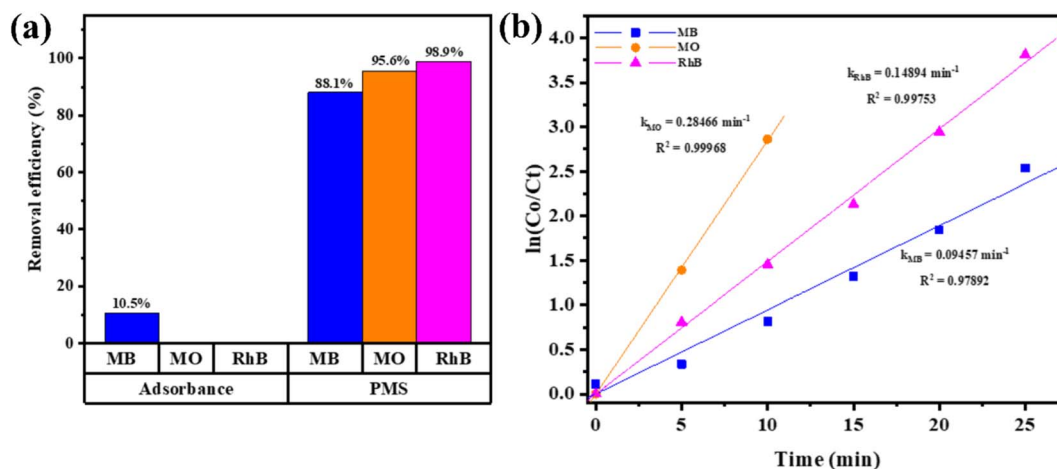 (a)
Removal efficiency (%)
100
80
60
40
20
0
10.5%
88.1%
95.6%
98.9%
MB MO RhB MB MO RhB
Adsorbance PMS
(b)
MB
MO
RhB
ln(Co/Ct)
4.0
3.5
3.0
2.5
2.0
1.5
1.0
0.5
0.0
k_RhB = 0.14894 min⁻¹
R² = 0.99753
k_MO = 0.28466 min⁻¹
R² = 0.99968
k_MB = 0.09457 min⁻¹
R² = 0.97892
0 5 10 15 20 25
Time (min)